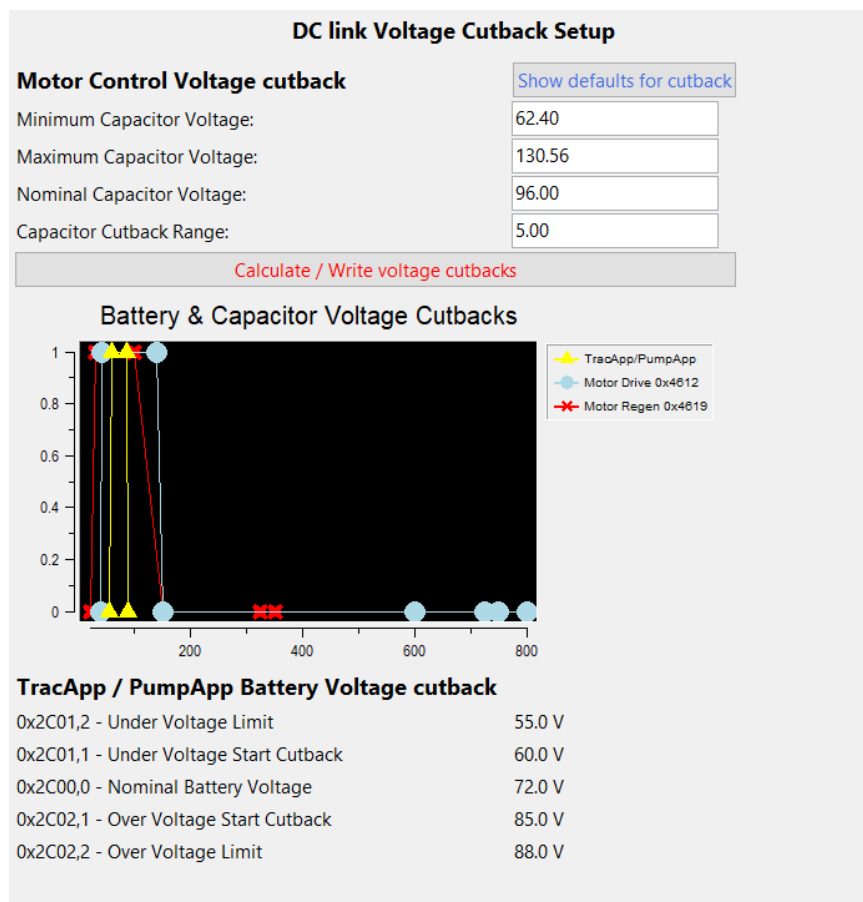 DC link Voltage Cutback Setup
Motor Control Voltage cutback
Show defaults for cutback
Minimum Capacitor Voltage: 62.40
Maximum Capacitor Voltage: 130.56
Nominal Capacitor Voltage: 96.00
Capacitor Cutback Range: 5.00
Calculate / Write voltage cutbacks
Battery & Capacitor Voltage Cutbacks
1
0.8
0.6
0.4
0.2
0
200 400 600 800
TracApp/PumpApp
Motor Drive 0x4612
Motor Regen 0x4619
TracApp / PumpApp Battery Voltage cutback
0x2C01,2 - Under Voltage Limit 55.0 V
0x2C01,1 - Under Voltage Start Cutback 60.0 V
0x2C00,0 - Nominal Battery Voltage 72.0 V
0x2C02,1 - Over Voltage Start Cutback 85.0 V
0x2C02,2 - Over Voltage Limit 88.0 V